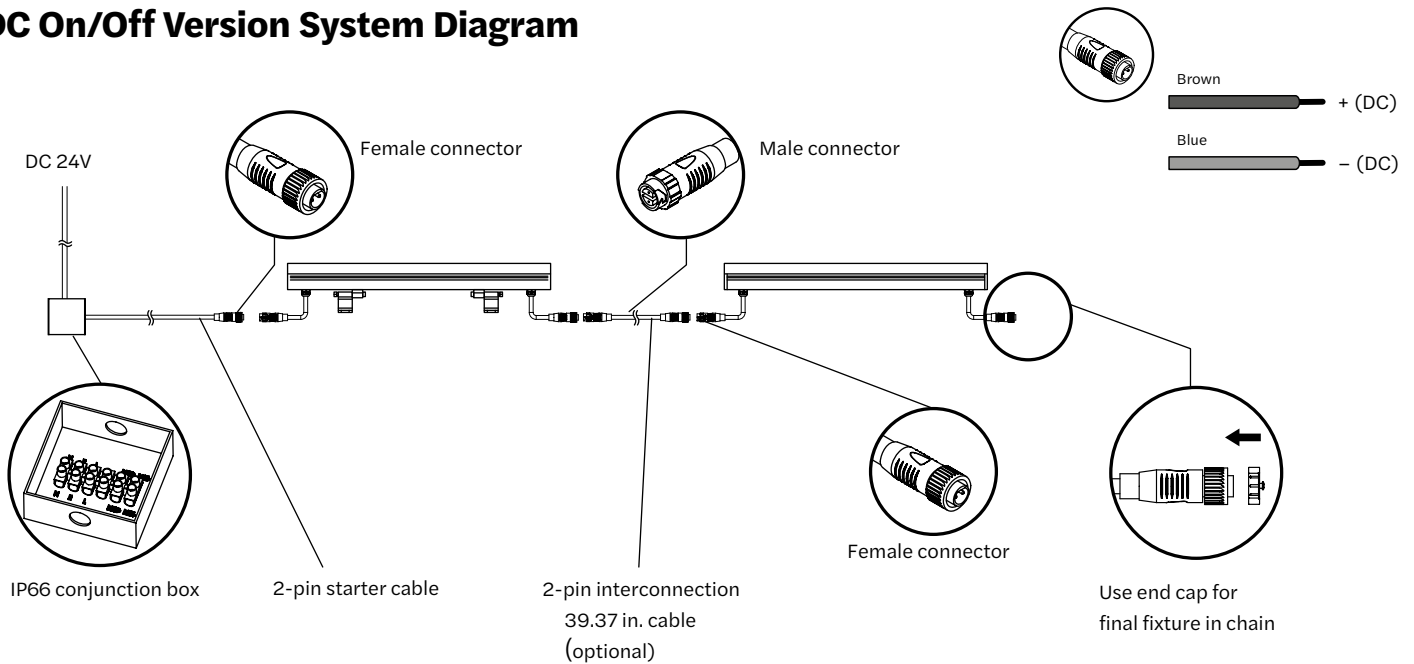 DC On/Off Version System Diagram
Brown
+ (DC)
Blue
– (DC)
DC 24V
Female connector
Male connector
Female connector
IP66 conjunction box
2-pin starter cable
2-pin interconnection
39.37 in. cable
(optional)
Use end cap for
final fixture in chain